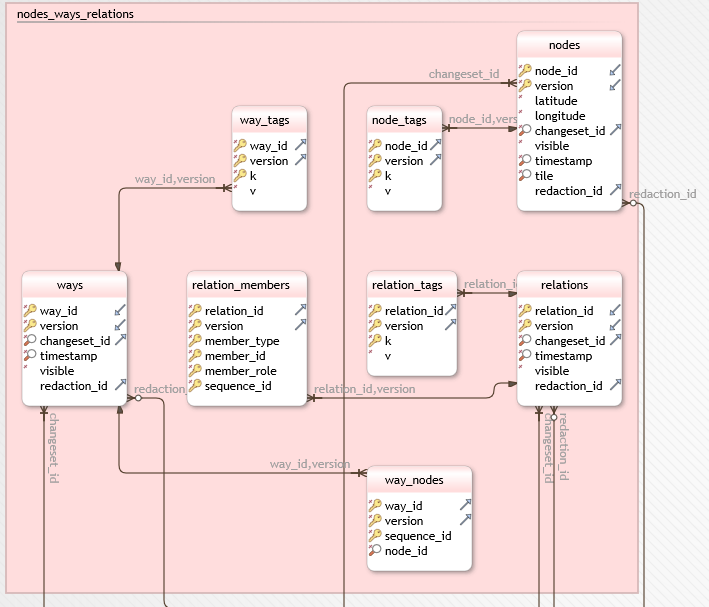 nodes_ways_relations
nodes
node_id
version
latitude
longitude
changeset_id
visible
timestamp
tile
redaction_id
changeset_id
way_tags
way_id
version
k
v
node_tags
node_id
version
k
v
node_id,vers
way_id,version
redaction_id
ways
way_id
version
changeset_id
timestamp
visible
redaction_id
relation_members
relation_id
version
member_type
member_id
member_role
sequence_id
relation_tags
relation_id
version
k
v
relation_i
relations
relation_id
version
changeset_id
timestamp
visible
redaction_id
redaction_
relation_id,version
changeset_id
changeset_id
redaction_id
way_id,version
way_nodes
way_id
version
sequence_id
node_id